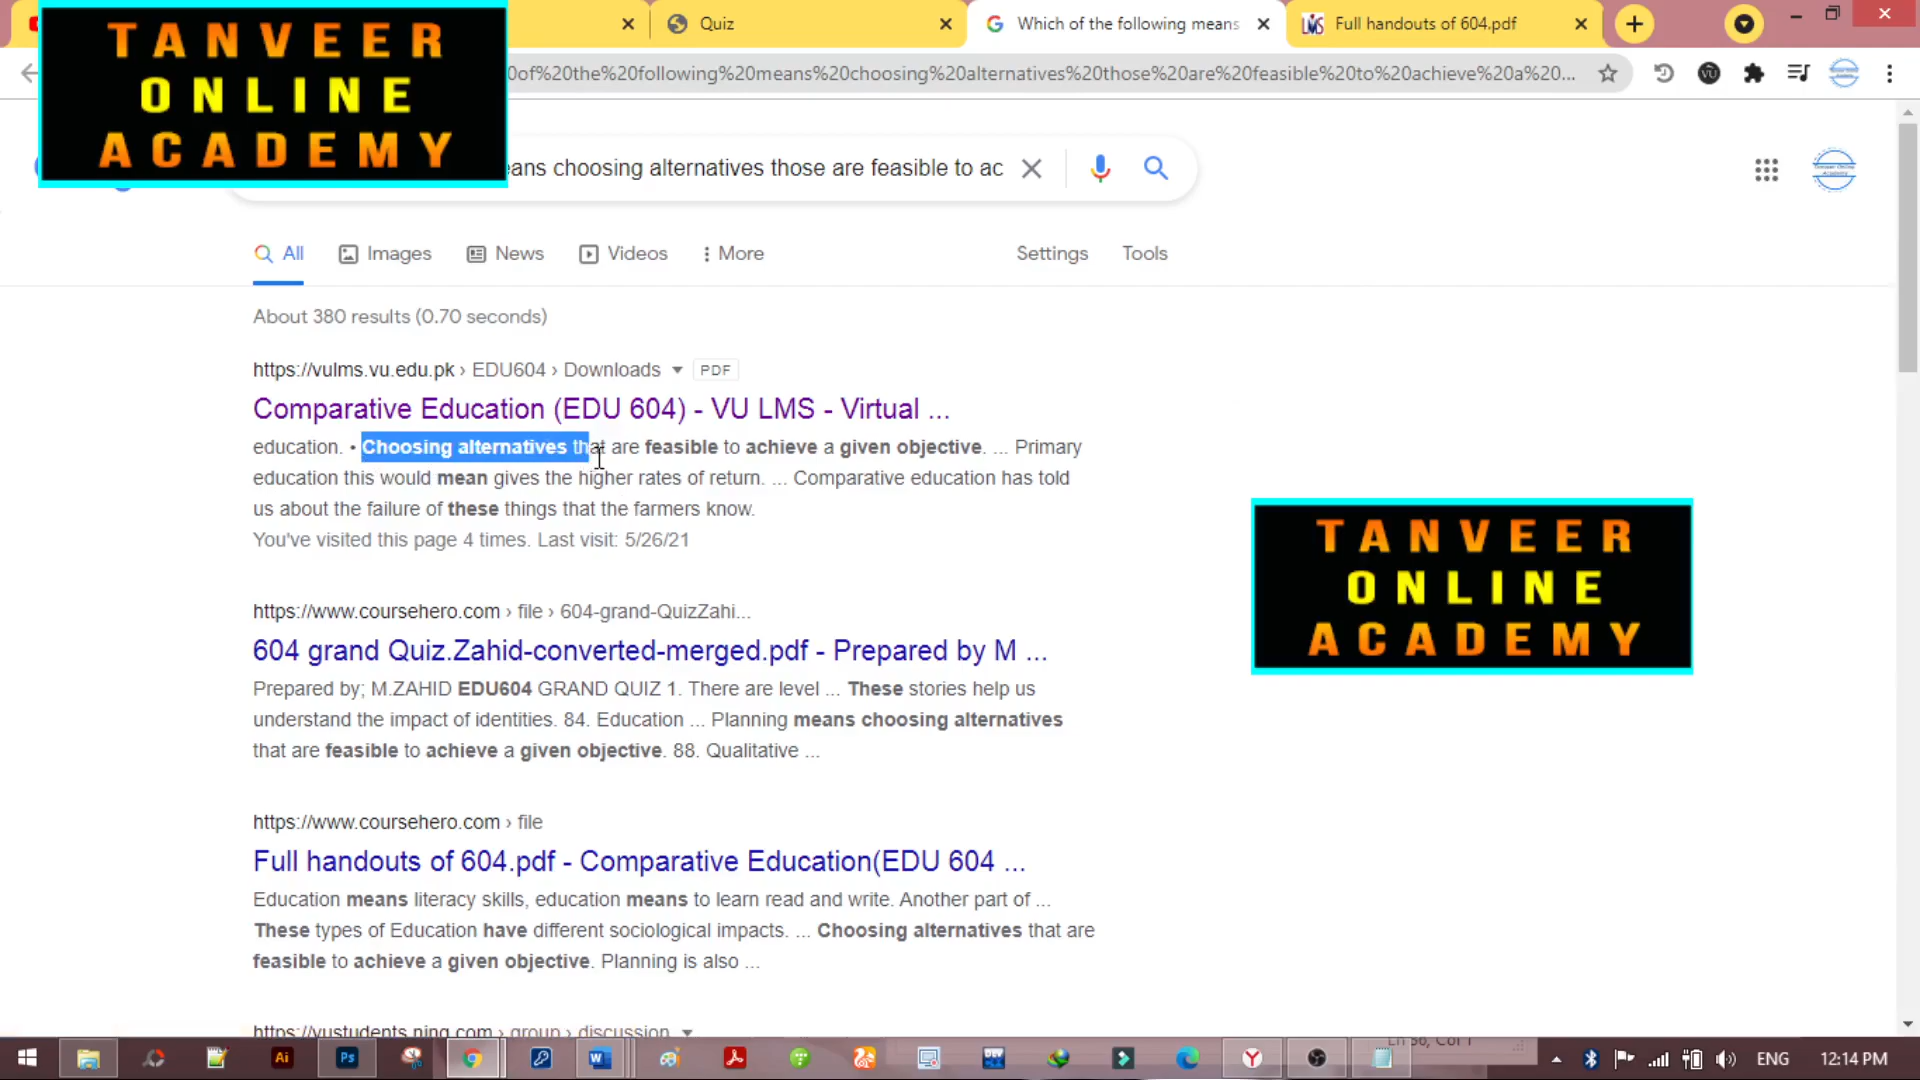 TANVEER
ONLINE
ACADEMY
Quiz
Which of the following means
Full handouts of 604.pdf
0of%20the%20following%20means%20choosing%20alternatives%20those%20are%20feasible%20to%20achieve%20a%20...
ans choosing alternatives those are feasible to ac
All
Images
News
Videos
More
Settings
Tools
About 380 results (0.70 seconds)
https://vulms.vu.edu.pk › EDU604 › Downloads
PDF
Comparative Education (EDU 604) - VU LMS - Virtual ...
education. • Choosing alternatives that are feasible to achieve a given objective. ... Primary
education this would mean gives the higher rates of return. ... Comparative education has told
us about the failure of these things that the farmers know.
You've visited this page 4 times. Last visit: 5/26/21
TANVEER
ONLINE
ACADEMY
https://www.coursehero.com › file › 604-grand-QuizZahi...
604 grand Quiz.Zahid-converted-merged.pdf - Prepared by M ...
Prepared by; M.ZAHID EDU604 GRAND QUIZ 1. There are level ... These stories help us
understand the impact of identities. 84. Education ... Planning means choosing alternatives
that are feasible to achieve a given objective. 88. Qualitative ...
https://www.coursehero.com › file
Full handouts of 604.pdf - Comparative Education(EDU 604 ...
Education means literacy skills, education means to learn read and write. Another part of ...
These types of Education have different sociological impacts. ... Choosing alternatives that are
feasible to achieve a given objective. Planning is also ...
https://vustudents.ning.com › group › discussion
Ai
Ps
ENG
12:14 PM